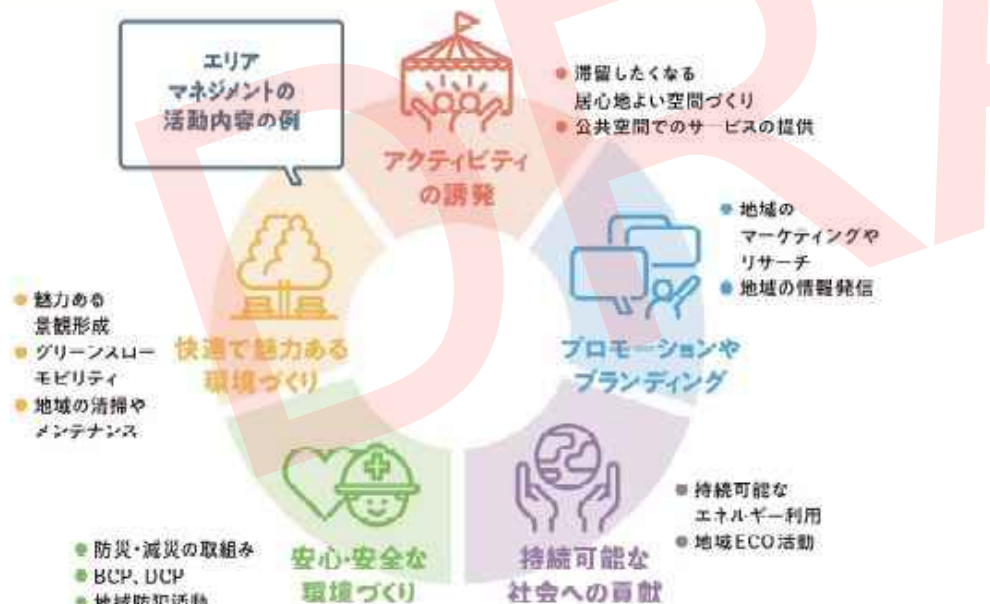 エリア
マネジメントの
活動内容の例
アクティビティ
の誘発
滞留したくなる
居心地よい空間づくり
公共空間でのサービスの提供
プロモーションや
ブランディング
地域の
マーケティングや
リサーチ
地域の情報発信
快適で魅力ある
環境づくり
魅力ある
景観形成
グリーンスロー
モビリティ
地域の清掃や
メンテナンス
安心・安全な
環境づくり
防災・減災の取組み
BCP、DCP
地域防犯活動
持続可能な
社会への貢献
持続可能な
エネルギー利用
地域ECO活動
DRA